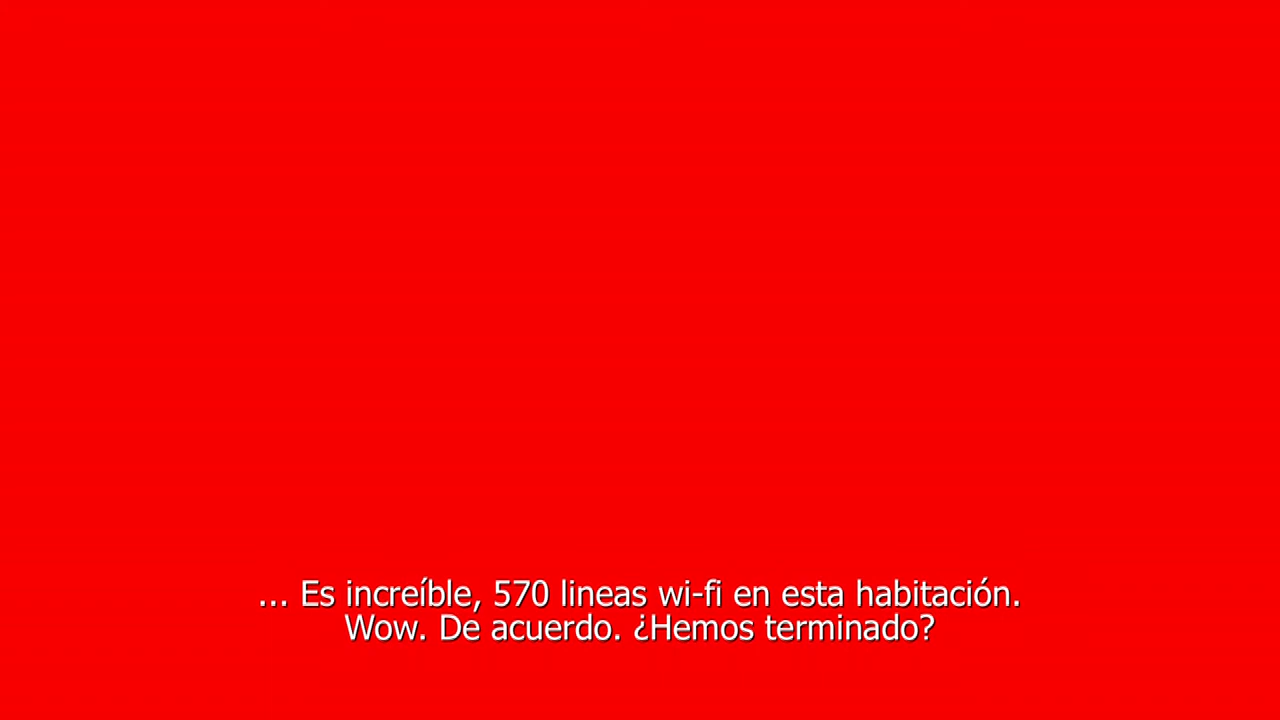 ... Es increíble, 570 lineas wi-fi en esta habitación.
Wow. De acuerdo. ¿Hemos terminado?